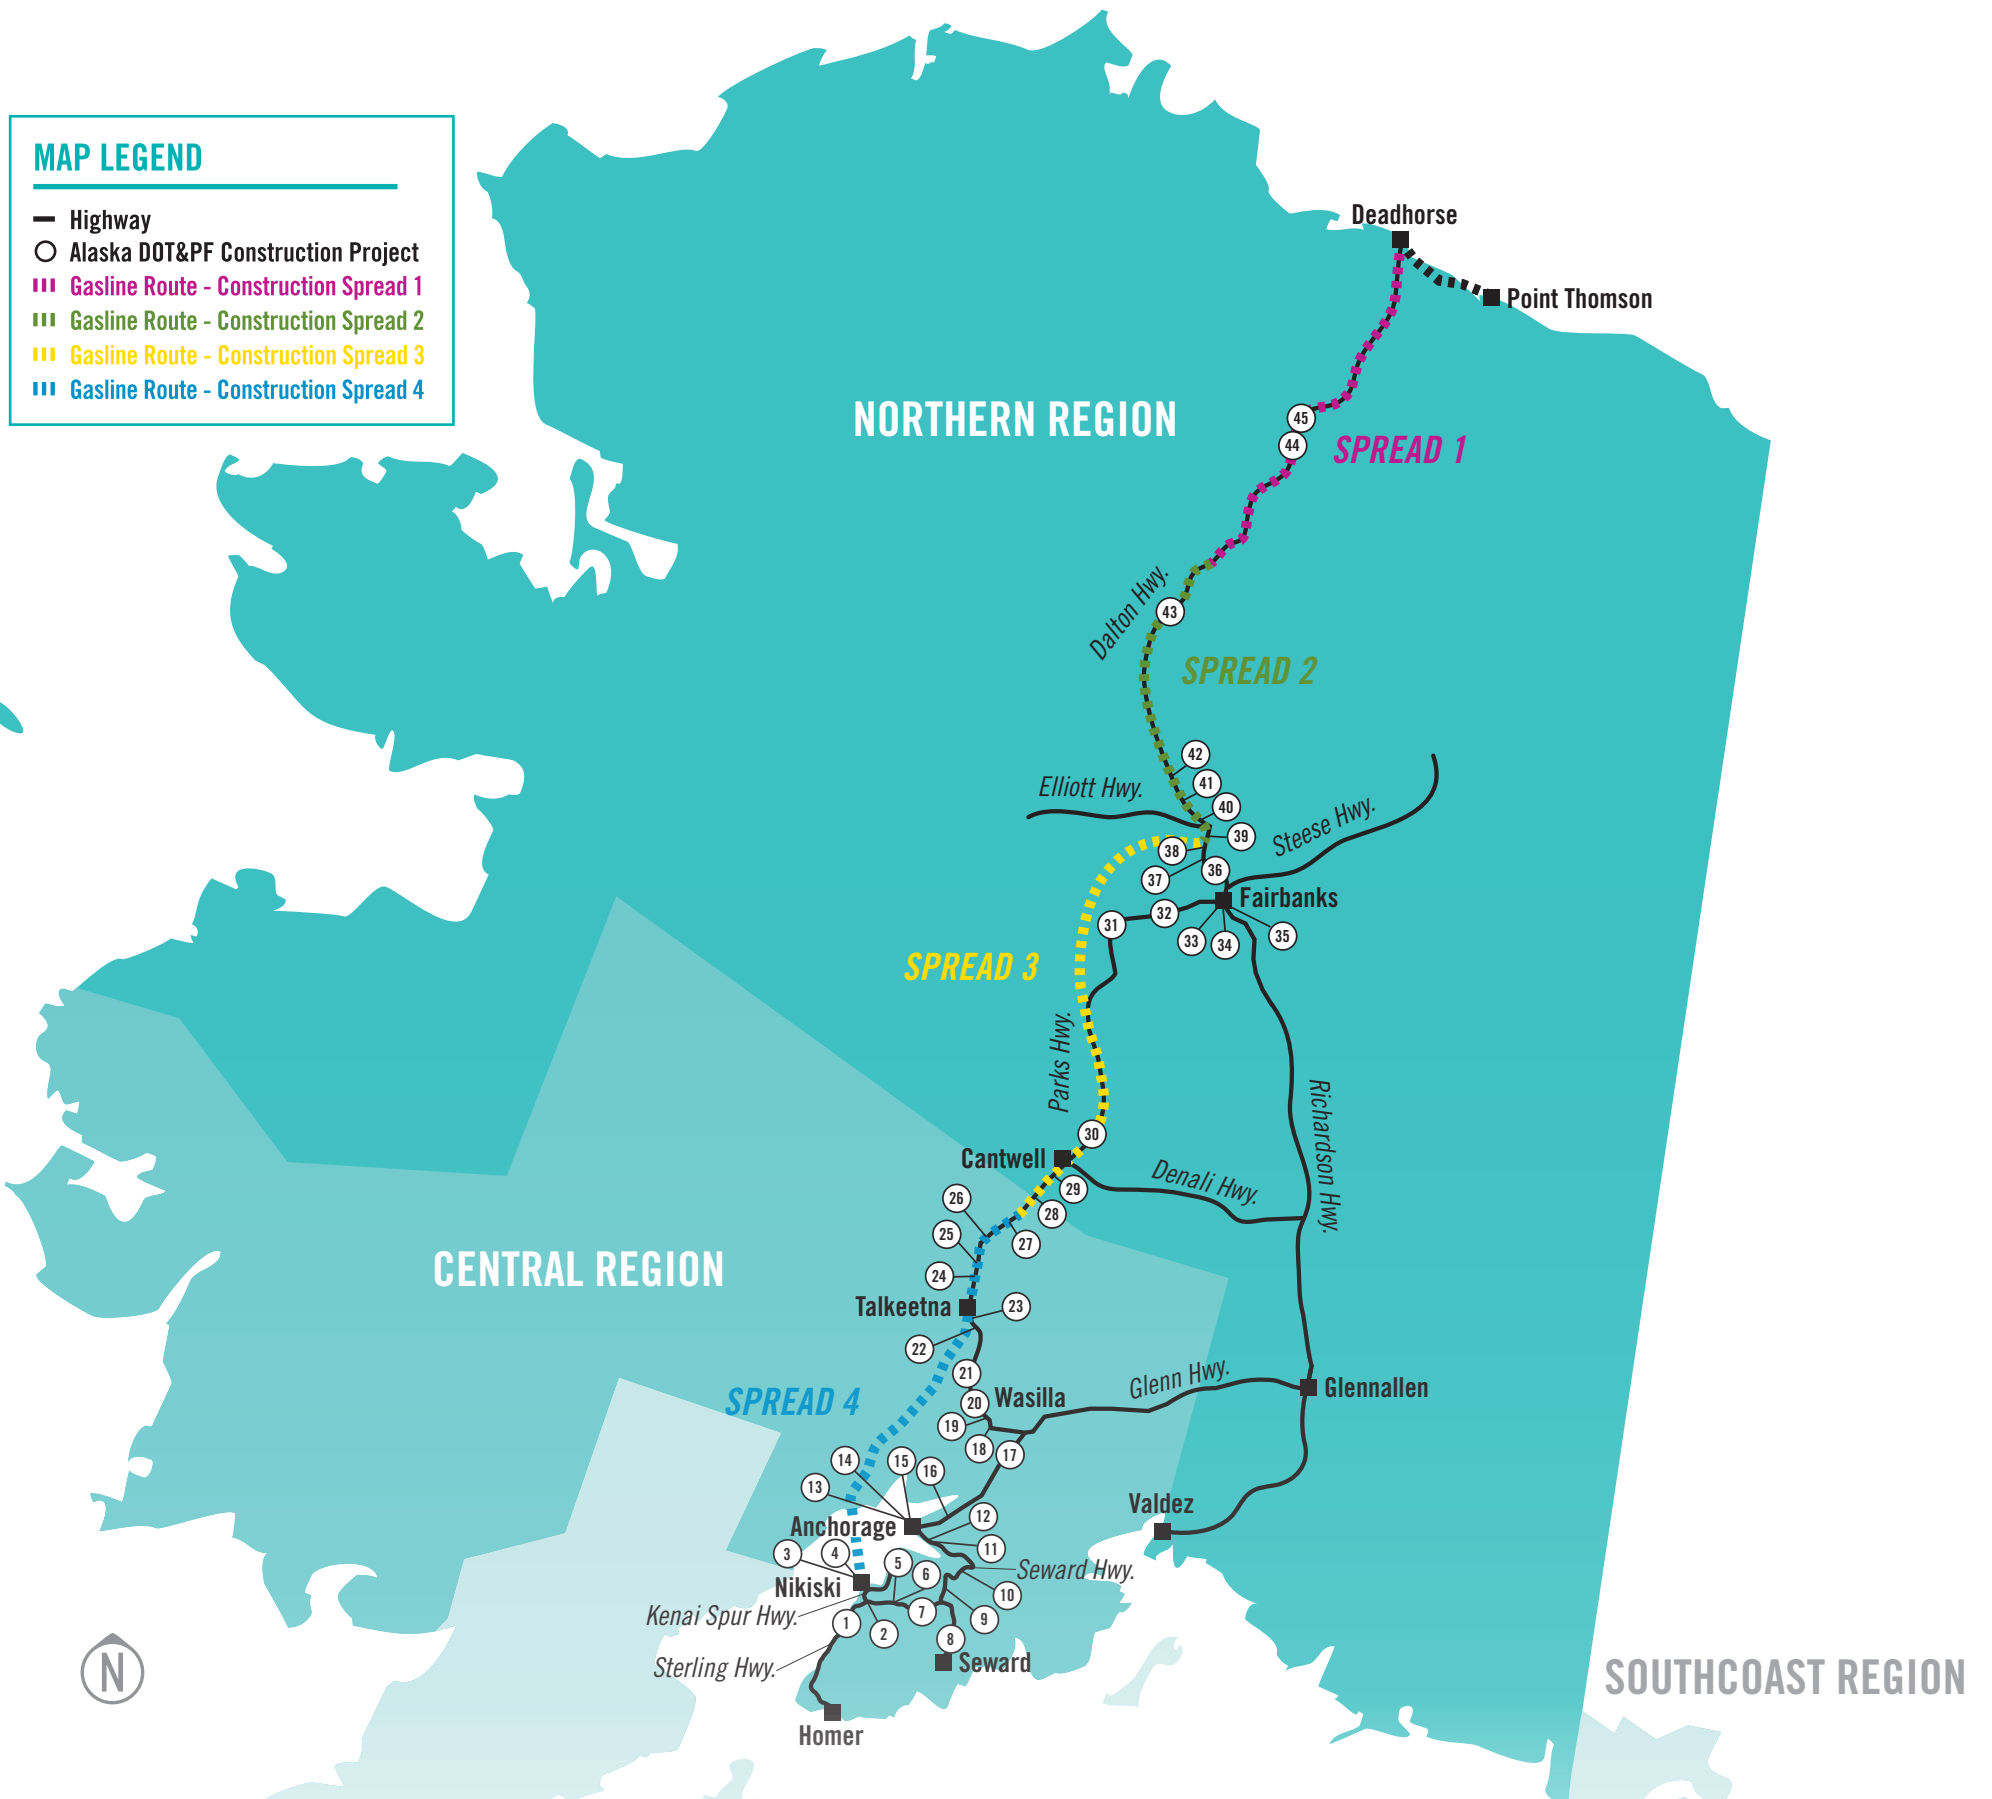 MAP LEGEND
Highway
Alaska DOT&PF Construction Project
Gasline Route - Construction Spread 1
Gasline Route - Construction Spread 2
Gasline Route - Construction Spread 3
Gasline Route - Construction Spread 4
Deadhorse
Point Thomson
NORTHERN REGION
45
44
SPREAD 1
Dalton Hwy.
43
SPREAD 2
42
41
40
39
Elliott Hwy.
Steese Hwy.
38
37
36
Fairbanks
31
32
33
34
35
SPREAD 3
Parks Hwy.
Richardson Hwy.
30
Cantwell
29
28
27
Denali Hwy.
26
25
24
CENTRAL REGION
Talkeetna
23
22
21
SPREAD 4
20
Wasilla
19
18
17
Glenn Hwy.
Glennallen
14
15
16
13
12
11
Anchorage
Valdez
3
4
5
6
Seward Hwy.
Nikiski
10
Kenai Spur Hwy.
1
2
7
9
8
Sterling Hwy.
Seward
Homer
N
SOUTHCOAST REGION